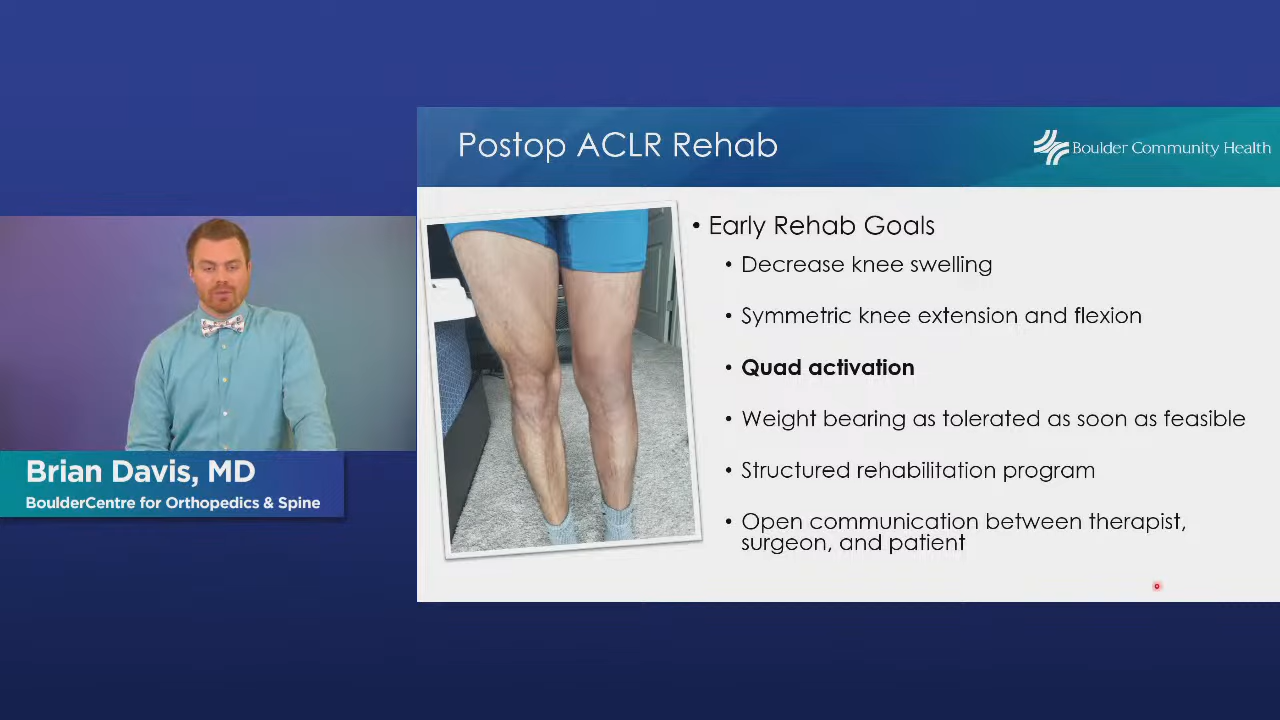 Postop ACLR Rehab
Boulder Community Health
• Early Rehab Goals
• Decrease knee swelling
• Symmetric knee extension and flexion
• Quad activation
• Weight bearing as tolerated as soon as feasible
• Structured rehabilitation program
• Open communication between therapist,
surgeon, and patient
Brian Davis, MD
BoulderCentre for Orthopedics & Spine